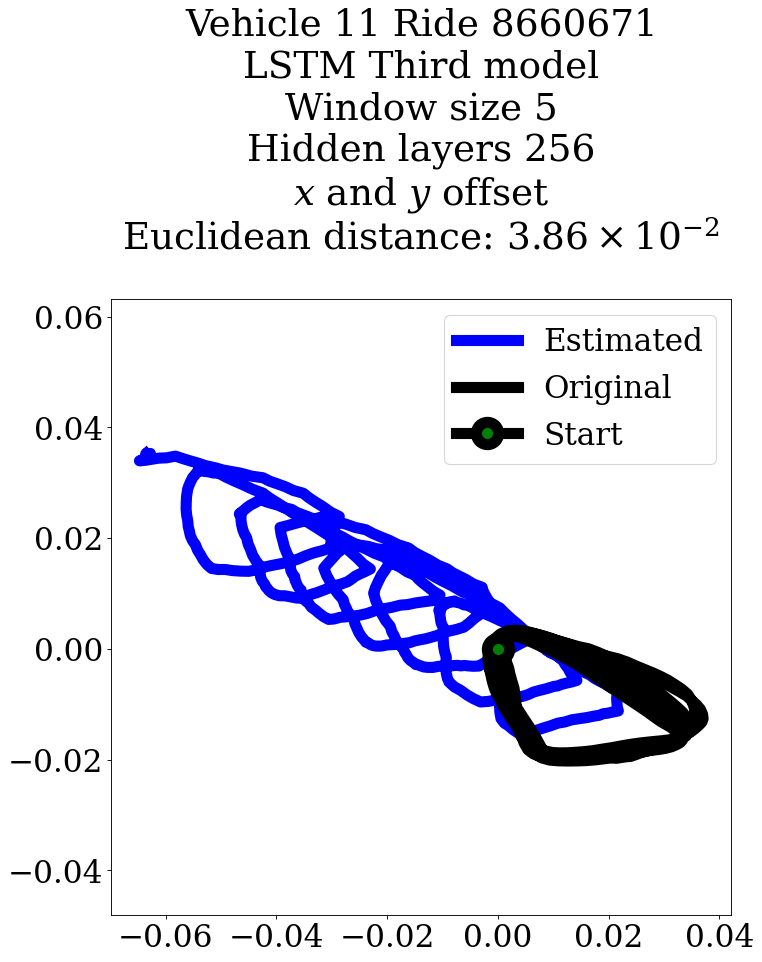 Vehicle 11 Ride 8660671
LSTM Third model
Window size 5
Hidden layers 256
x and y offset
Euclidean distance: 3.86 × 10⁻²
0.06
0.04
0.02
0.00
−0.02
−0.04
Estimated
Original
Start
−0.06 −0.04 −0.02 0.00 0.02 0.04